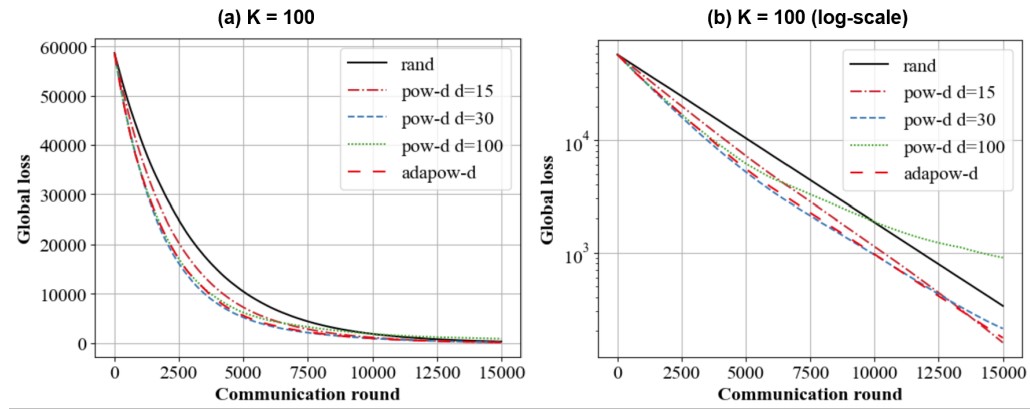 (a) K = 100
Global loss
60000
50000
40000
30000
20000
10000
0
rand
pow-d d=15
pow-d d=30
pow-d d=100
adapow-d
0 2500 5000 7500 10000 12500 15000
Communication round
(b) K = 100 (log-scale)
Global loss
10^4
10^3
rand
pow-d d=15
pow-d d=30
pow-d d=100
adapow-d
0 2500 5000 7500 10000 12500 15000
Communication round